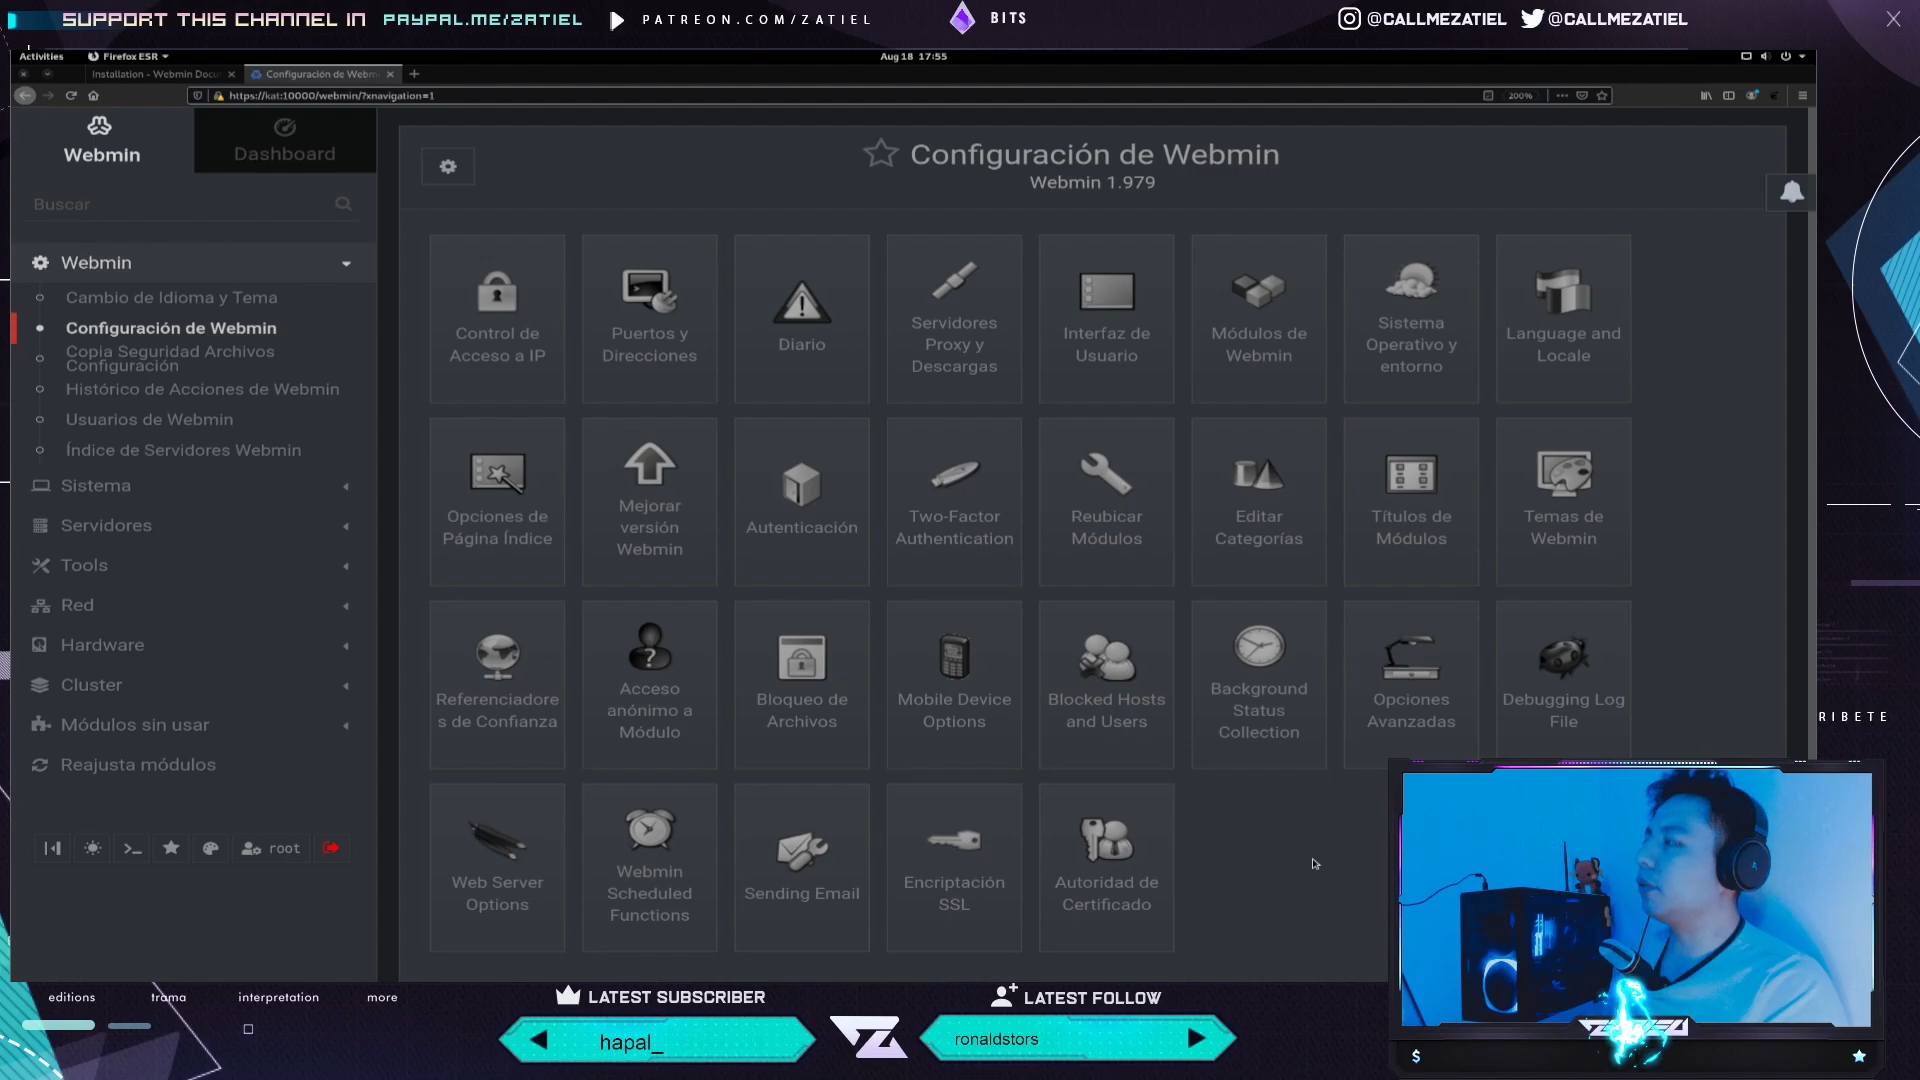 SUPPORT THIS CHANNEL IN PAYPAL.ME/ZATIEL
PATREON.COM/ZATIEL
BITS
@CALLMEZATIEL
@CALLMEZATIEL
Activities
Firefox ESR
Aug 18 17:55
Installation - Webmin Docu
Configuración de Webm
https://kat:10000/webmin/?xnavigation=1
200%
Webmin
Dashboard
Buscar
Webmin
Cambio de Idioma y Tema
Configuración de Webmin
Copia Seguridad Archivos
Configuración
Histórico de Acciones de Webmin
Usuarios de Webmin
Índice de Servidores Webmin
Sistema
Servidores
Tools
Red
Hardware
Cluster
Módulos sin usar
Reajusta módulos
root
Configuración de Webmin
Webmin 1.979
Control de
Acceso a IP
Puertos y
Direcciones
Diario
Servidores
Proxy y
Descargas
Interfaz de
Usuario
Módulos de
Webmin
Sistema
Operativo y
entorno
Language and
Locale
Opciones de
Página Índice
Mejorar
versión
Webmin
Autenticación
Two-Factor
Authentication
Reubicar
Módulos
Editar
Categorías
Títulos de
Módulos
Temas de
Webmin
Referenciadore
s de Confianza
Acceso
anónimo a
Módulo
Bloqueo de
Archivos
Mobile Device
Options
Blocked Hosts
and Users
Background
Status
Collection
Opciones
Avanzadas
Debugging Log
File
Web Server
Options
Webmin
Scheduled
Functions
Sending Email
Encriptación
SSL
Autoridad de
Certificado
RIBETE
editions
trama
interpretation
more
LATEST SUBSCRIBER
hapal_
LATEST FOLLOW
ronaldstors
$